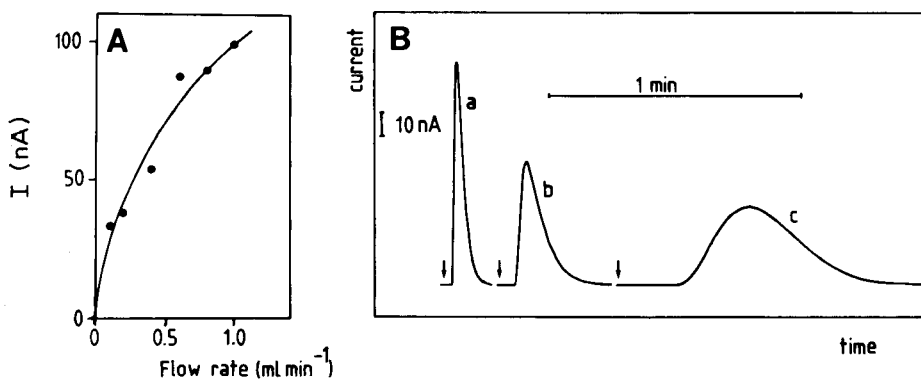 A
100
50
0
I (nA)
0
0.5
1.0
Flow rate (ml min⁻¹)
B
current
10 nA
1 min
a
b
c
time